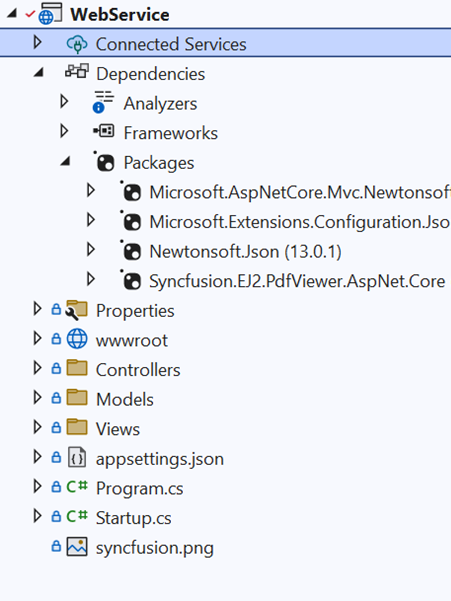 WebService
Connected Services
Dependencies
Analyzers
Frameworks
Packages
Microsoft.AspNetCore.Mvc.Newtonsof
Microsoft.Extensions.Configuration.Jso
Newtonsoft.Json (13.0.1)
Syncfusion.EJ2.PdfViewer.AspNet.Core
Properties
wwwroot
Controllers
Models
Views
appsettings.json
C# Program.cs
C# Startup.cs
syncfusion.png